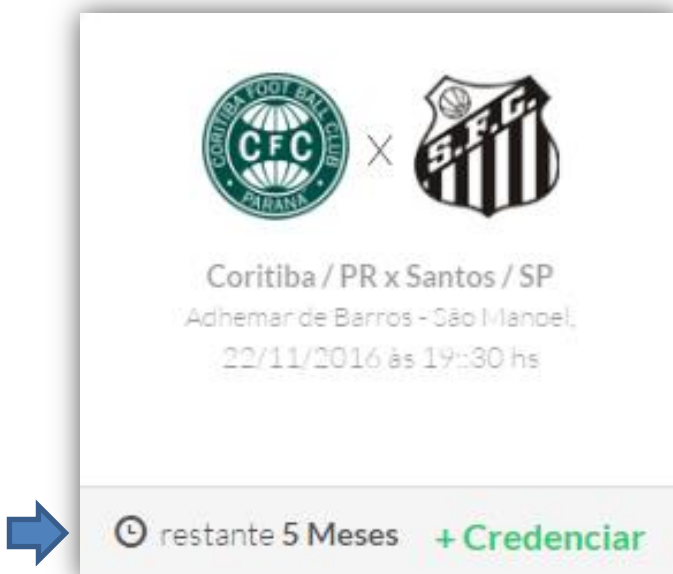 CORITIBA FOOT BALL CLUB
CFC
PARANÁ
X
S.F.C.
Coritiba / PR x Santos / SP
Adhemar de Barros - São Manoel,
22/11/2016 às 19:30 hs
restante 5 Meses + Credenciar